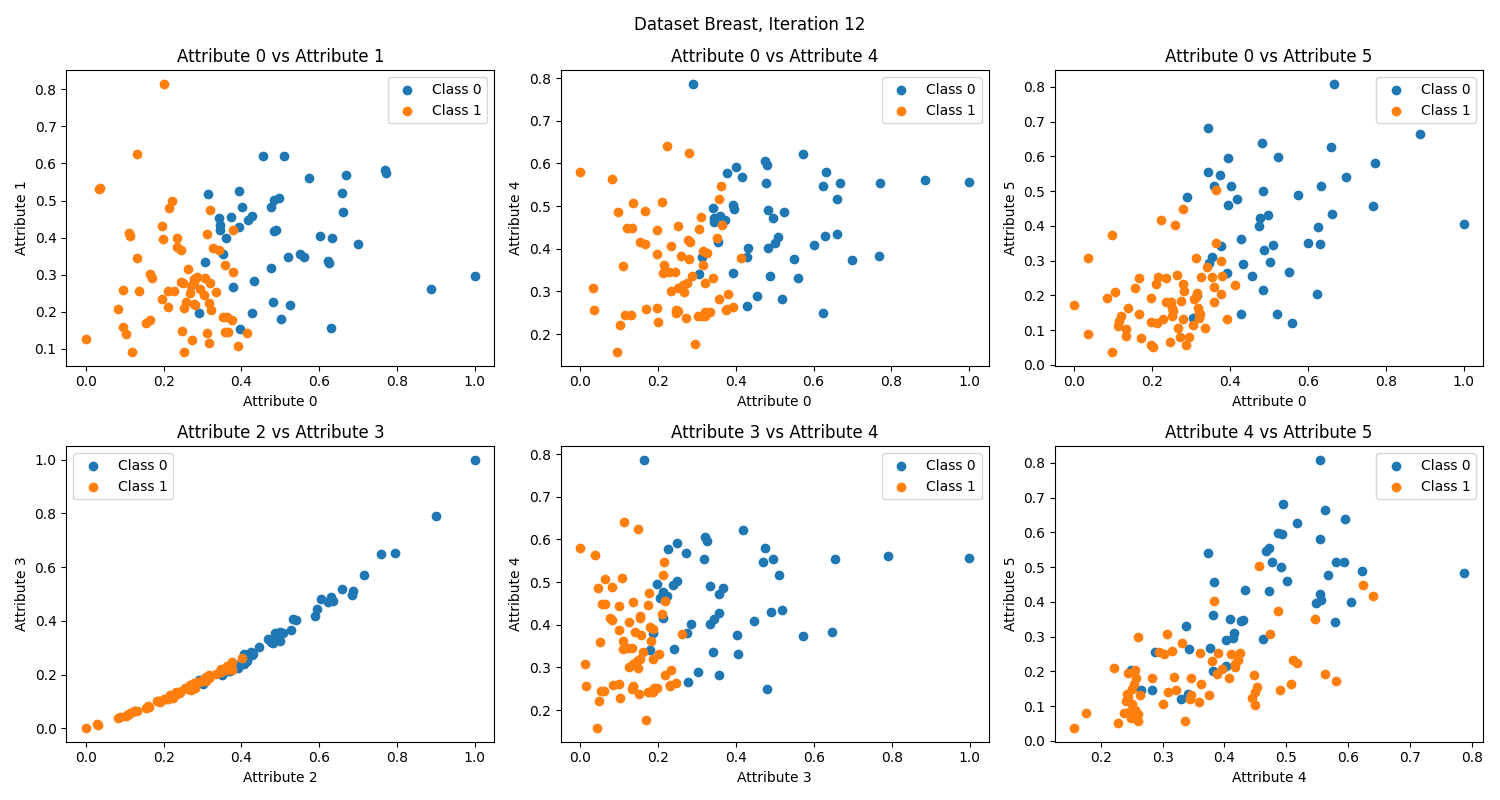 Dataset Breast, Iteration 12
Attribute 0 vs Attribute 1
Class 0
Class 1
Attribute 1
0.8
0.7
0.6
0.5
0.4
0.3
0.2
0.1
0.0 0.2 0.4 0.6 0.8 1.0
Attribute 0
Attribute 0 vs Attribute 4
Class 0
Class 1
Attribute 4
0.8
0.7
0.6
0.5
0.4
0.3
0.2
0.0 0.2 0.4 0.6 0.8 1.0
Attribute 0
Attribute 0 vs Attribute 5
Class 0
Class 1
Attribute 5
0.8
0.7
0.6
0.5
0.4
0.3
0.2
0.1
0.0
0.0 0.2 0.4 0.6 0.8 1.0
Attribute 0
Attribute 2 vs Attribute 3
Class 0
Class 1
Attribute 3
1.0
0.8
0.6
0.4
0.2
0.0
0.0 0.2 0.4 0.6 0.8 1.0
Attribute 2
Attribute 3 vs Attribute 4
Class 0
Class 1
Attribute 4
0.8
0.7
0.6
0.5
0.4
0.3
0.2
0.0 0.2 0.4 0.6 0.8 1.0
Attribute 3
Attribute 4 vs Attribute 5
Class 0
Class 1
Attribute 5
0.8
0.7
0.6
0.5
0.4
0.3
0.2
0.1
0.0
0.2 0.3 0.4 0.5 0.6 0.7 0.8
Attribute 4